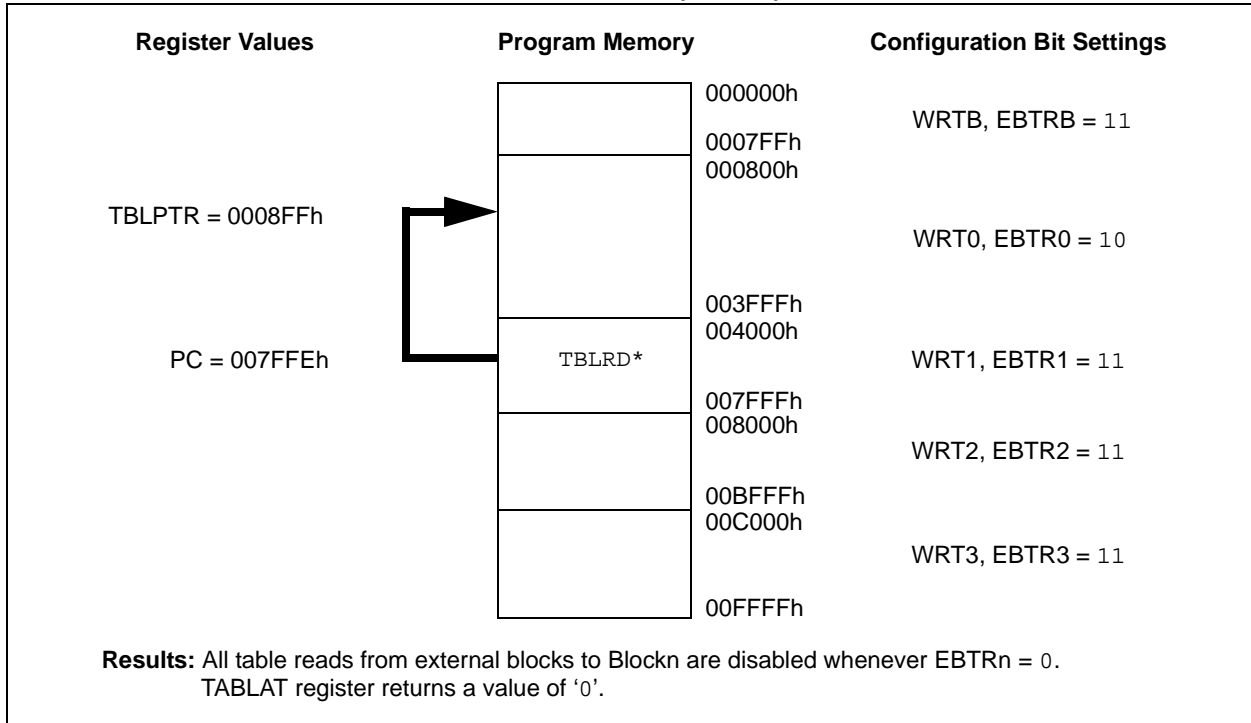 Register Values Program Memory Configuration Bit Settings
000000h
WRTB, EBTRB = 11
0007FFh
000800h
TBLPTR = 0008FFh
WRT0, EBTR0 = 10
003FFFh
004000h
PC = 007FFEh TBLRD* WRT1, EBTR1 = 11
007FFFh
008000h
WRT2, EBTR2 = 11
00BFFFh
00C000h
WRT3, EBTR3 = 11
00FFFFh
Results: All table reads from external blocks to Blockn are disabled whenever EBTRn = 0.
TABLAT register returns a value of ‘0’.